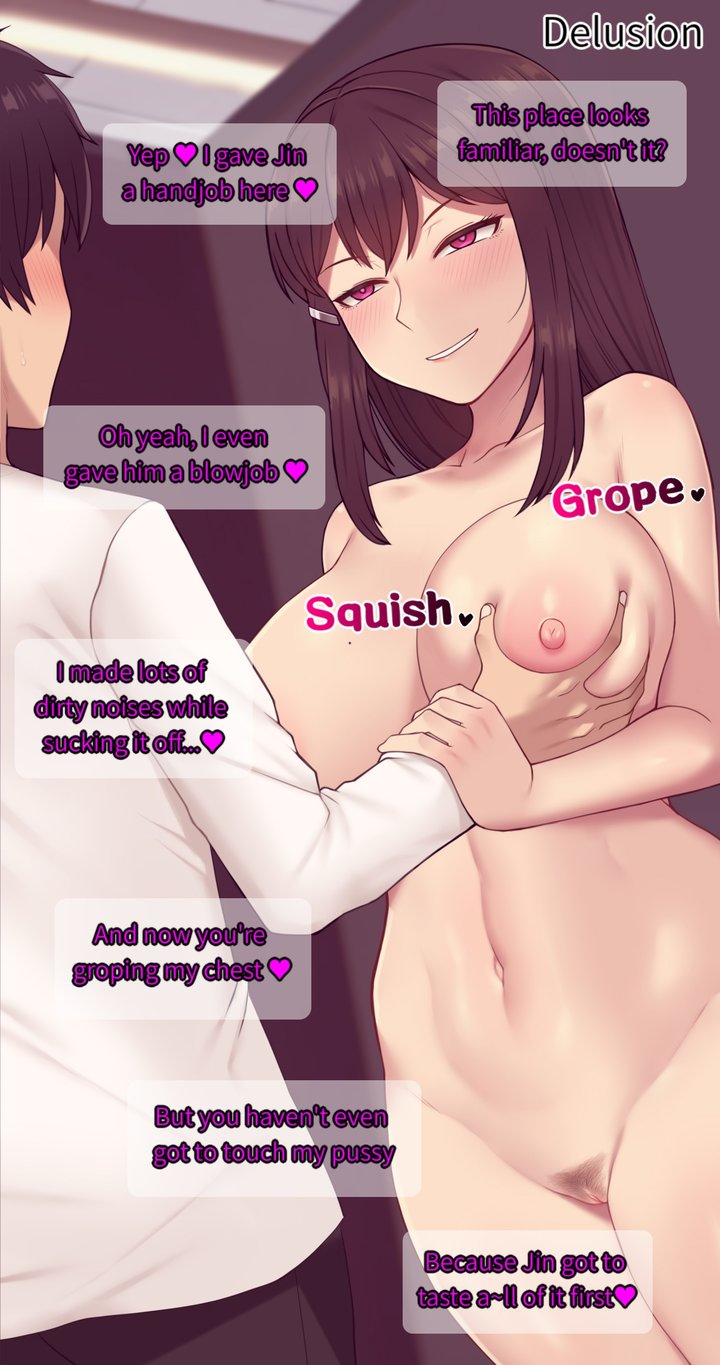 Delusion
This place looks
familiar, doesn't it?
Yep ♥ I gave Jin
a handjob here ♥
Oh yeah, I even
gave him a blowjob ♥
Grope♥
Squish♥
I made lots of
dirty noises while
sucking it off...♥
And now you're
groping my chest ♥
But you haven't even
got to touch my pussy
Because Jin got to
taste a~ll of it first♥